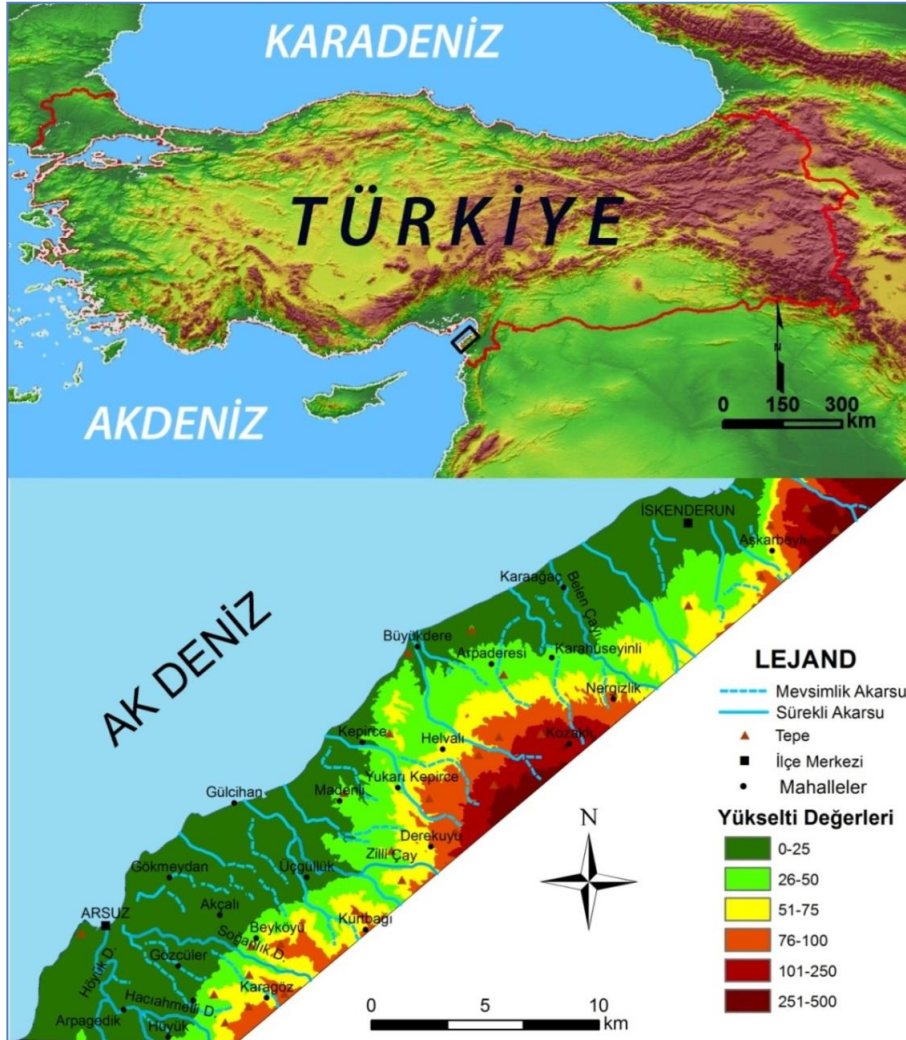 KARADENİZ
TÜRKİYE
AKDENİZ
N
0 150 300
km
İSKENDERUN
Aşkarbeyli
Karaağaç
Belen Çayı
Büyükdere
Arpaderesi
Karahüseyinli
AK DENİZ
Nergizlik
Kepirce
Helvalı
Kozaklı
Yukarı Kepirce
Gülcihan
Madenli
Derekuyu
Zilli Çay
Gökmeydan
Üçgüllük
Akçalı
ARSUZ
Beyköyü
Kurtbağı
Soğanlık D.
Höyük D.
Gözcüler
Hacıahmetli D.
Karagöz
Arpagedik
Hüyük
LEJAND
Mevsimlik Akarsu
Sürekli Akarsu
Tepe
İlçe Merkezi
Mahalleler
N
Yükselti Değerleri
0-25
26-50
51-75
76-100
101-250
251-500
0 5 10
km